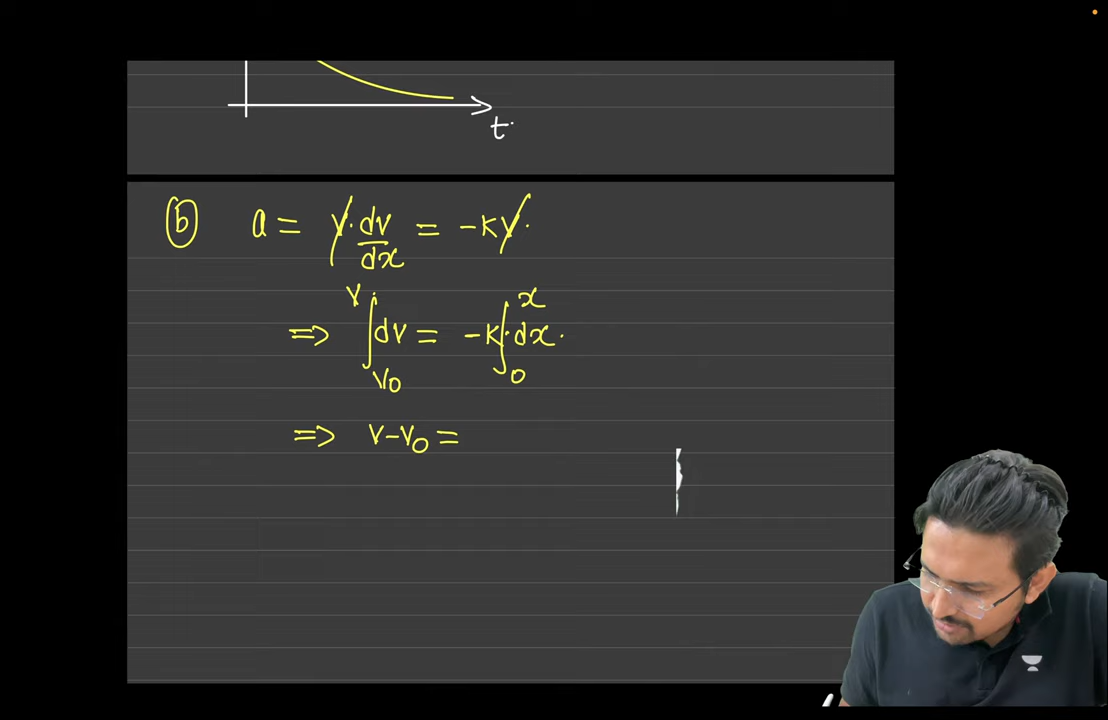 t.
b a = v · dv/dx = -kv.
⇒ ∫_{v0}^{v} dv = -k ∫_{0}^{x} · dx.
⇒ v - v0 =